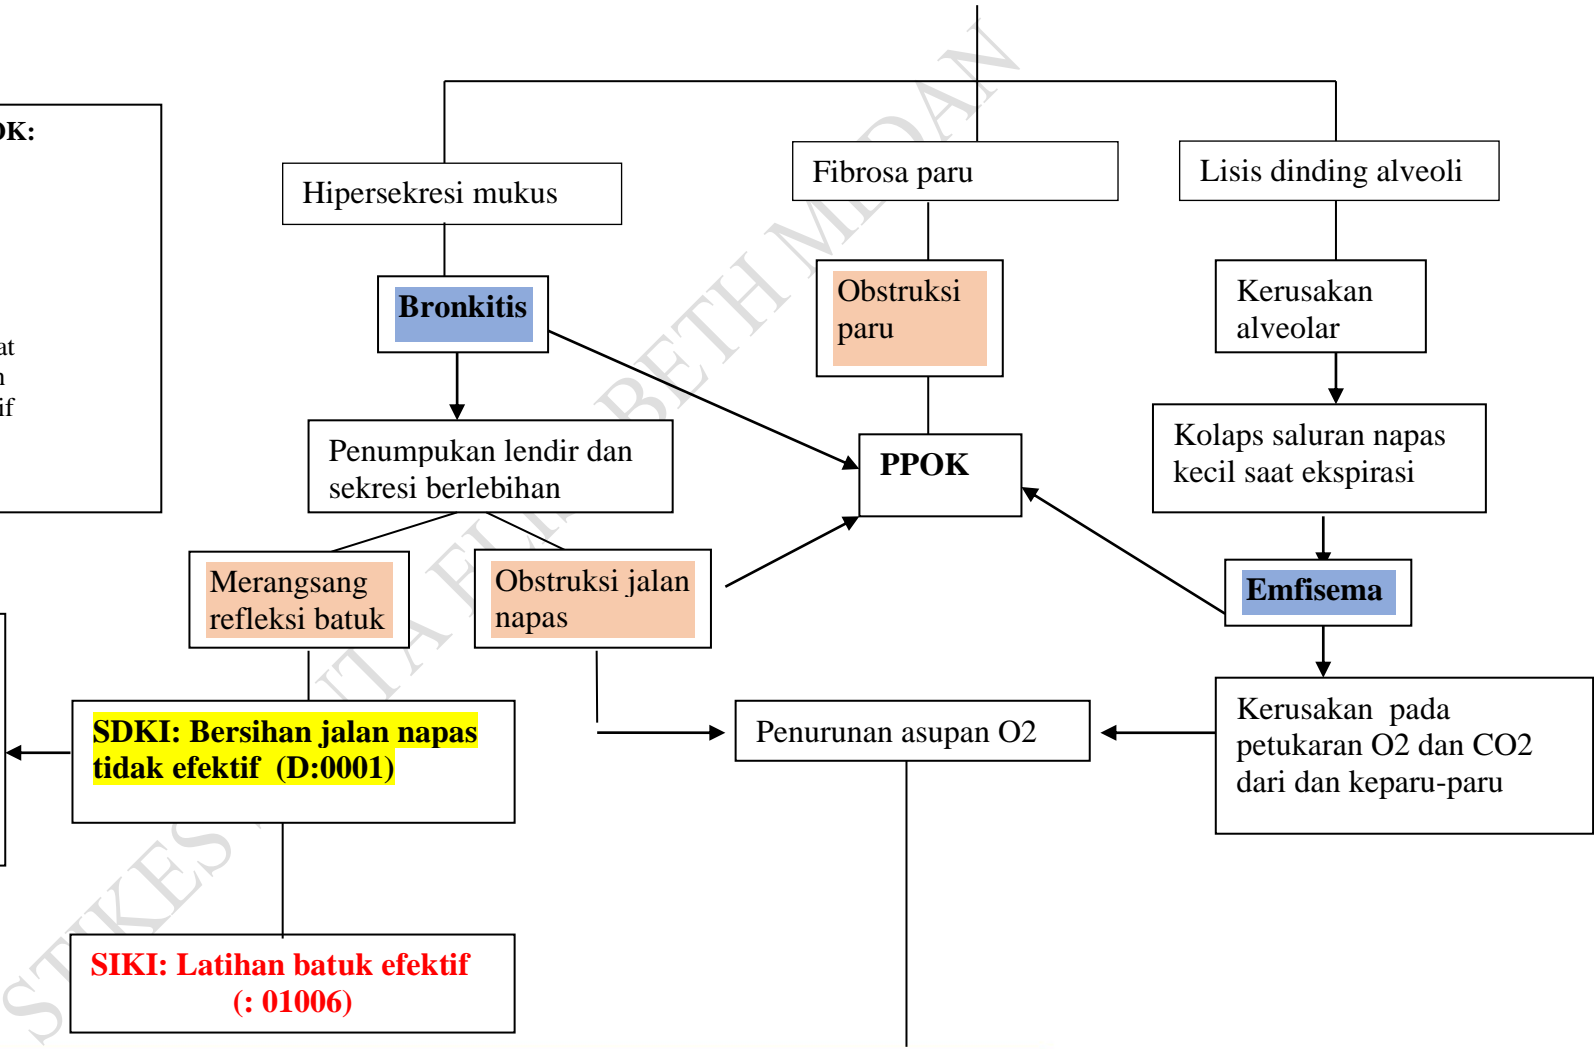 OK:
at
n
if
Hipersekresi mukus
Fibrosa paru
Lisis dinding alveoli
Bronkitis
Obstruksi
paru
Kerusakan
alveolar
Penumpukan lendir dan
sekresi berlebihan
PPOK
Kolaps saluran napas
kecil saat ekspirasi
Merangsang
refleksi batuk
Obstruksi jalan
napas
Emfisema
SDKI: Bersihan jalan napas
tidak efektif (D:0001)
Penurunan asupan O2
Kerusakan pada
petukaran O2 dan CO2
dari dan keparu-paru
SIKI: Latihan batuk efektif
(: 01006)
STIKES
BETH MEDAN